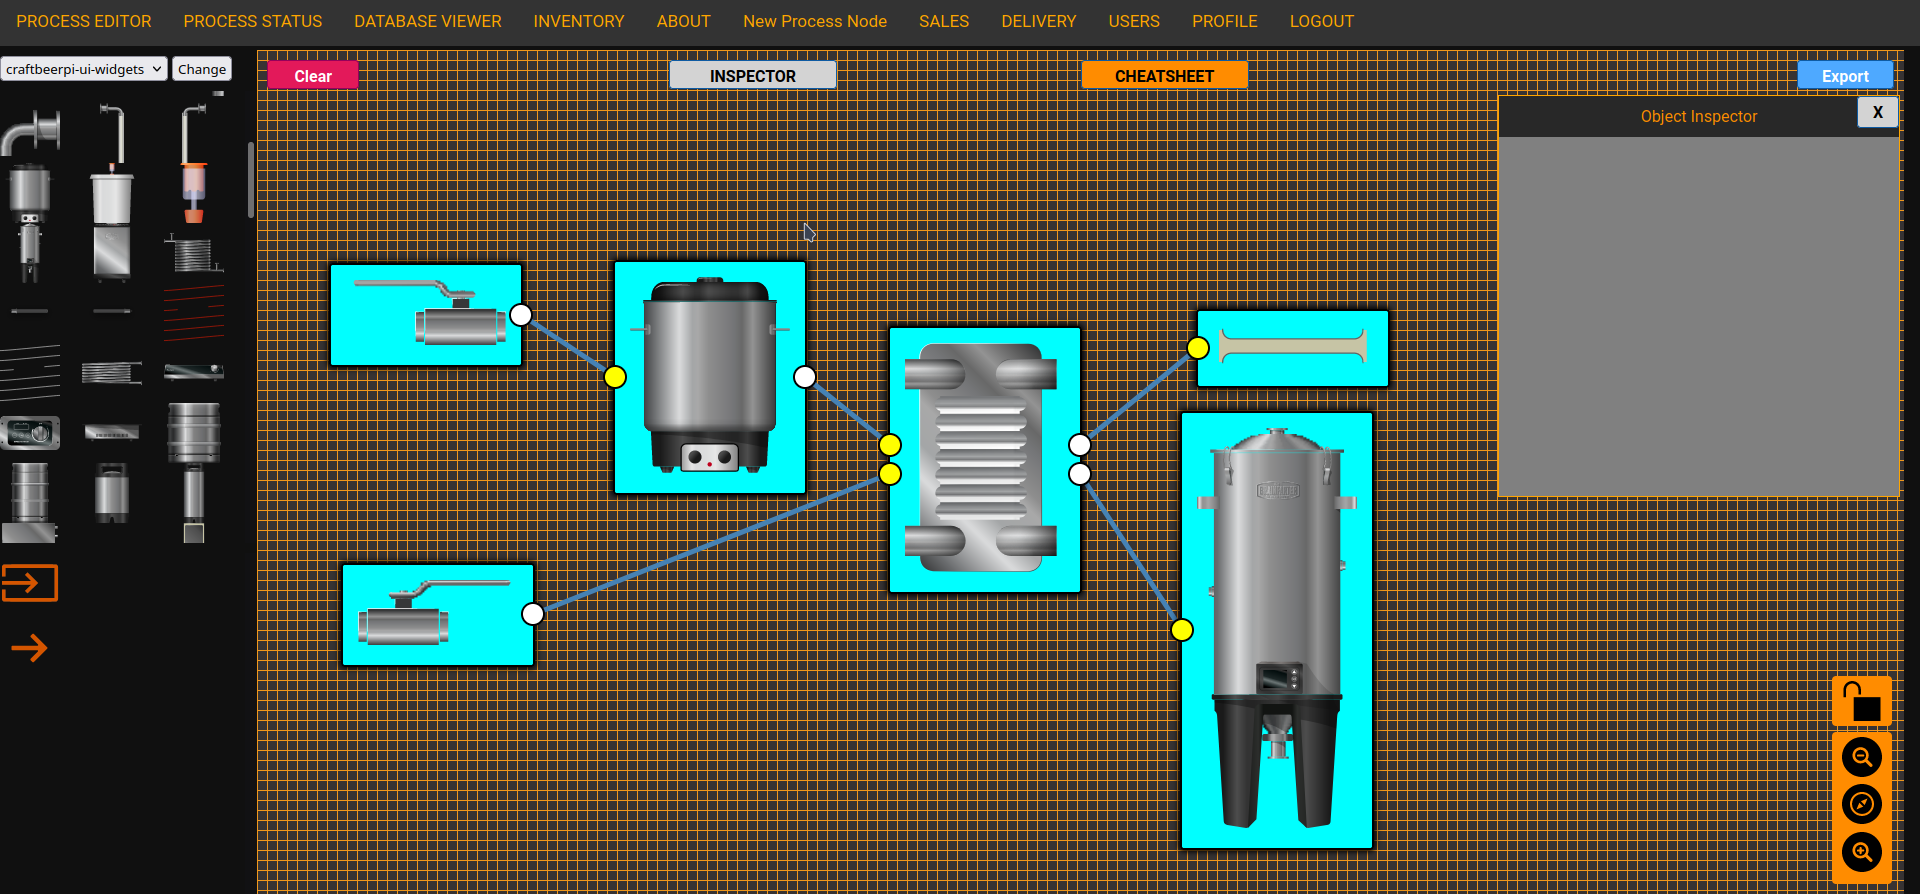 PROCESS EDITOR PROCESS STATUS DATABASE VIEWER INVENTORY ABOUT New Process Node SALES DELIVERY USERS PROFILE LOGOUT
craftbeerpi-ui-widgets Change
Clear INSPECTOR CHEATSHEET Export
Object Inspector X